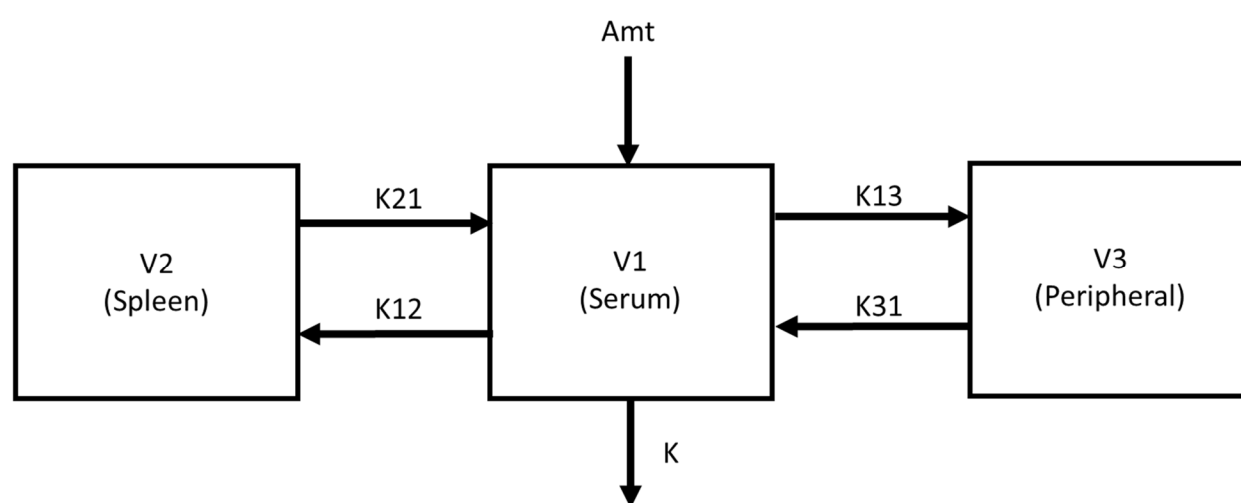 Amt
K21
K13
V2
(Spleen)
V1
(Serum)
V3
(Peripheral)
K12
K31
K